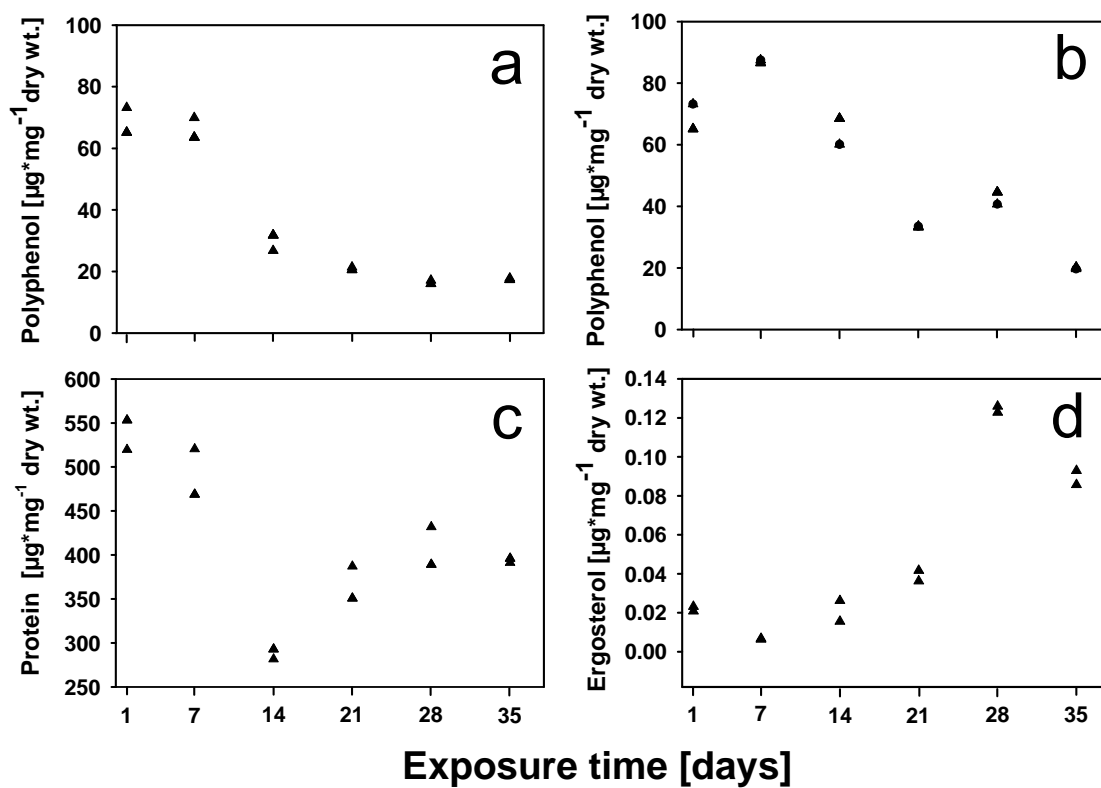 Polyphenol [µg*mg⁻¹ dry wt.]
100
80
60
40
20
0
a
Polyphenol [µg*mg⁻¹ dry wt.]
100
80
60
40
20
0
b
Protein [µg*mg⁻¹ dry wt.]
600
550
500
450
400
350
300
250
c
1 7 14 21 28 35
Ergosterol [µg*mg⁻¹ dry wt.]
0.14
0.12
0.10
0.08
0.06
0.04
0.02
0.00
d
1 7 14 21 28 35
Exposure time [days]